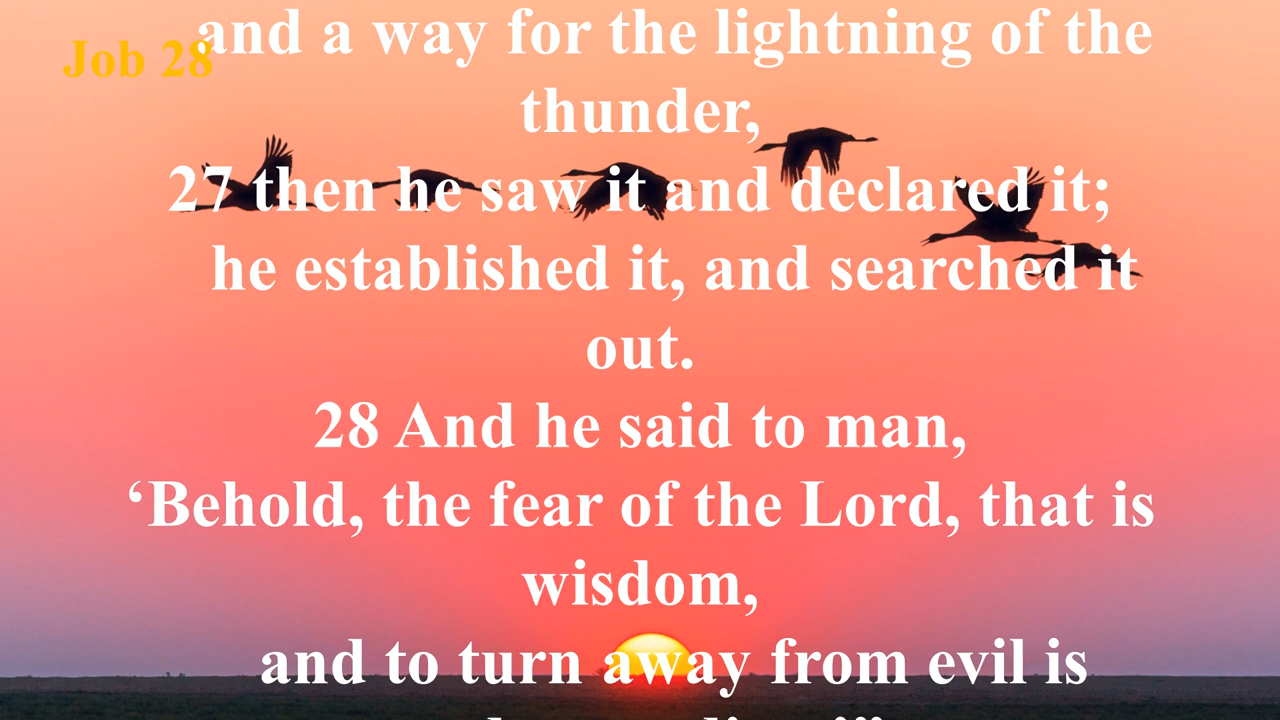 Job 28
and a way for the lightning of the
thunder,
27 then he saw it and declared it;
he established it, and searched it
out.
28 And he said to man,
‘Behold, the fear of the Lord, that is
wisdom,
and to turn away from evil is